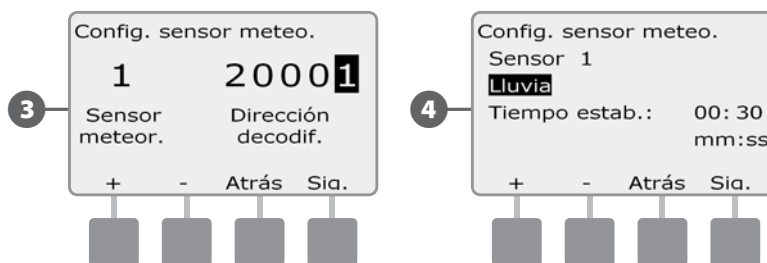 3
Config. sensor meteo.
1 20001
Sensor meteor. Dirección decodif.
+ - Atrás Sig.
4
Config. sensor meteo.
Sensor 1
Lluvia
Tiempo estab.: 00:30
mm:ss
+ - Atrás Sig.